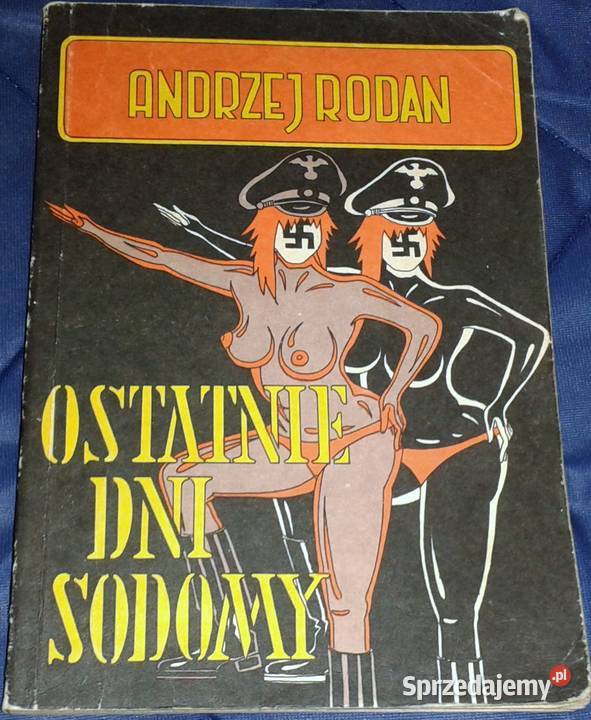 ANDRZEJ RODAN
OSTATNIE
DNI
SODOMY
Sprzedajemy.pl